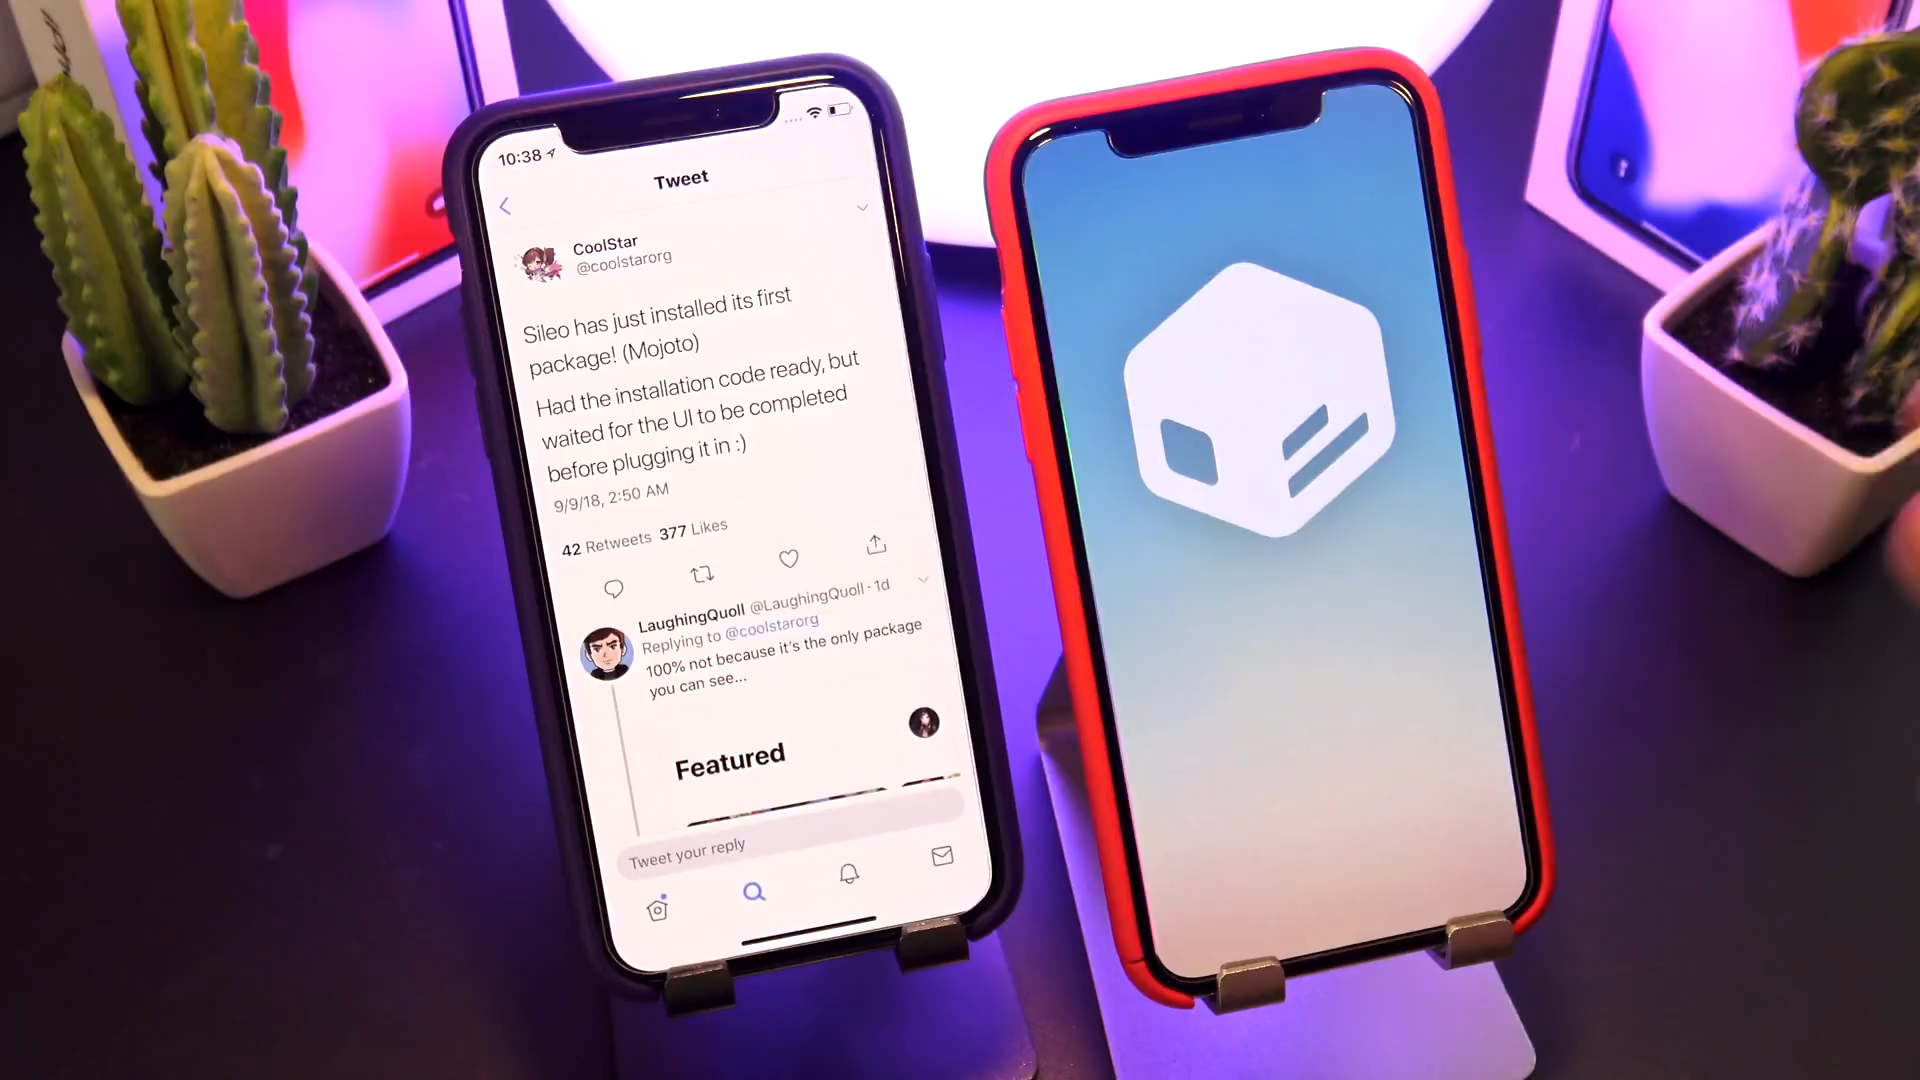 10:38
Tweet
CoolStar
@coolstarorg
Sileo has just installed its first
package! (Mojoto)
Had the installation code ready, but
waited for the UI to be completed
before plugging it in :)
9/9/18, 2:50 AM
42 Retweets 377 Likes
LaughingQuoll @LaughingQuoll · 1d
Replying to @coolstarorg
100% not because it's the only package
you can see...
Featured
Tweet your reply